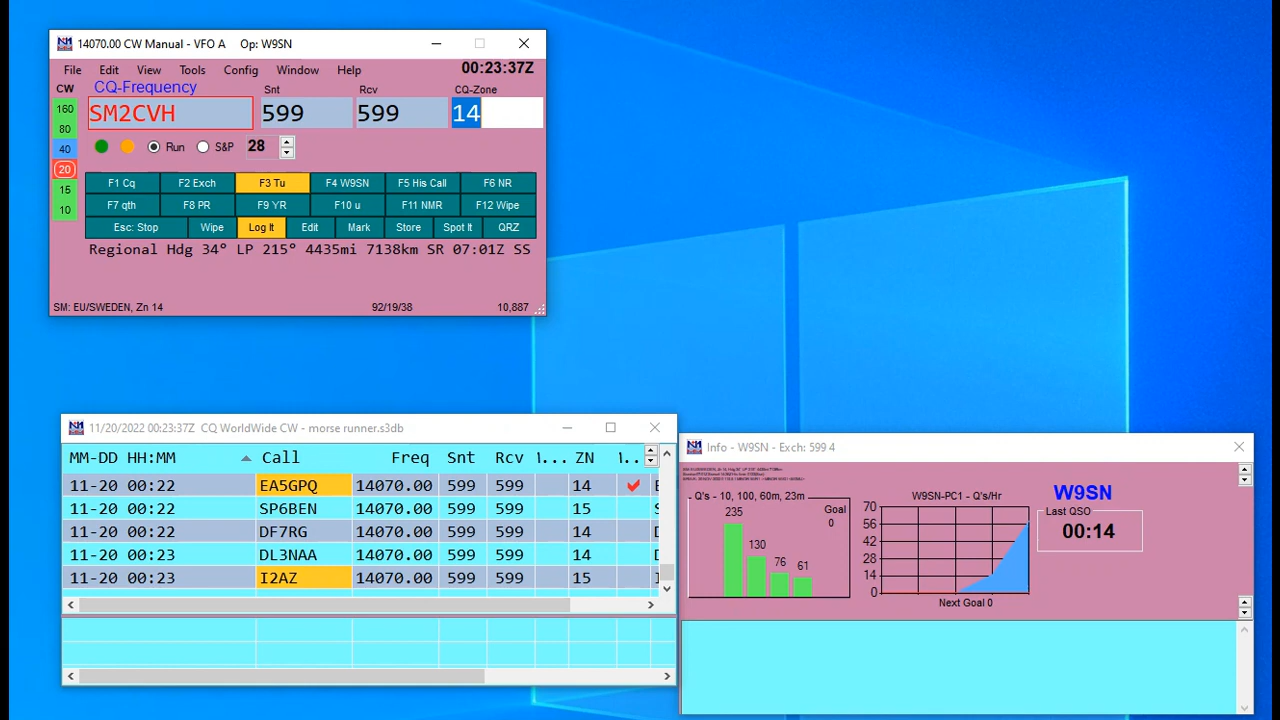 14070.00 CW Manual - VFO A Op: W9SN
File Edit View Tools Config Window Help 00:23:37Z
CW CQ-Frequency Snt Rcv CQ-Zone
SM2CVH 599 599 14
160
80
40
20
15
10
Run S&P 28
F1 Cq F2 Exch F3 Tu F4 W9SN F5 His Call F6 NR
F7 qth F8 PR F9 YR F10 u F11 NMR F12 Wipe
Esc: Stop Wipe Log It Edit Mark Store Spot It QRZ
Regional Hdg 34° LP 215° 4435mi 7138km SR 07:01Z SS
SM: EU/SWEDEN, Zn 14 92/19/38 10,887
11/20/2022 00:23:37Z CQ WorldWide CW - morse runner.s3db
MM-DD HH:MM Call Freq Snt Rcv ... ZN ...
11-20 00:22 EA5GPQ 14070.00 599 599 14
11-20 00:22 SP6BEN 14070.00 599 599 15
11-20 00:22 DF7RG 14070.00 599 599 14
11-20 00:23 DL3NAA 14070.00 599 599 14
11-20 00:23 I2AZ 14070.00 599 599 15
Info - W9SN - Exch: 599 4
Q's - 10, 100, 60m, 23m
Goal
0
235
130
76
61
W9SN-PC1 - Q's/Hr
70
56
42
28
14
0
Next Goal 0
W9SN
Last QSO
00:14